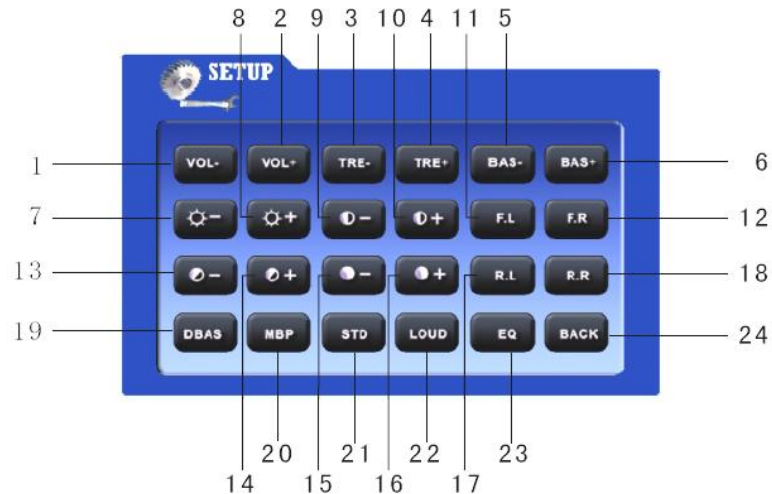 8 2 9 3 10 4 11 5
SETUP
1 VOL- VOL+ TRE- TRE+ BAS- BAS+ 6
7 - + - + F.L F.R 12
13 - + - + R.L R.R 18
19 DBAS MBP STD LOUD EQ BACK 24
20 21 22 23
14 15 16 17